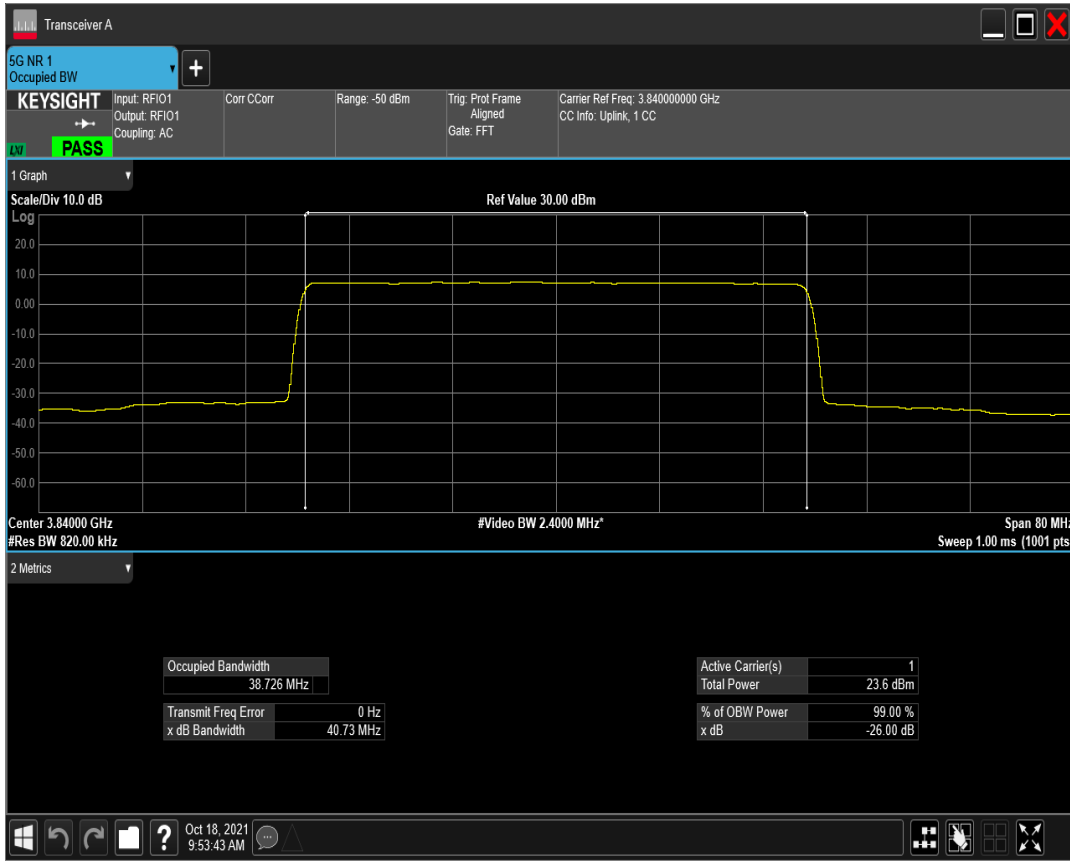 Transceiver A
5G NR 1
Occupied BW
KEYSIGHT
LXI
PASS
Input: RFIO1
Output: RFIO1
Coupling: AC
Corr CCorr
Range: -50 dBm
Trig: Prot Frame
Aligned
Gate: FFT
Carrier Ref Freq: 3.840000000 GHz
CC Info: Uplink, 1 CC
1 Graph
Scale/Div 10.0 dB
Ref Value 30.00 dBm
Log
20.0
10.0
0.00
-10.0
-20.0
-30.0
-40.0
-50.0
-60.0
Center 3.84000 GHz
#Video BW 2.4000 MHz*
Span 80 MHz
#Res BW 820.00 kHz
Sweep 1.00 ms (1001 pts
2 Metrics
Occupied Bandwidth
38.726 MHz
Transmit Freq Error 0 Hz
x dB Bandwidth 40.73 MHz
Active Carrier(s) 1
Total Power 23.6 dBm
% of OBW Power 99.00 %
x dB -26.00 dB
?
Oct 18, 2021
9:53:43 AM